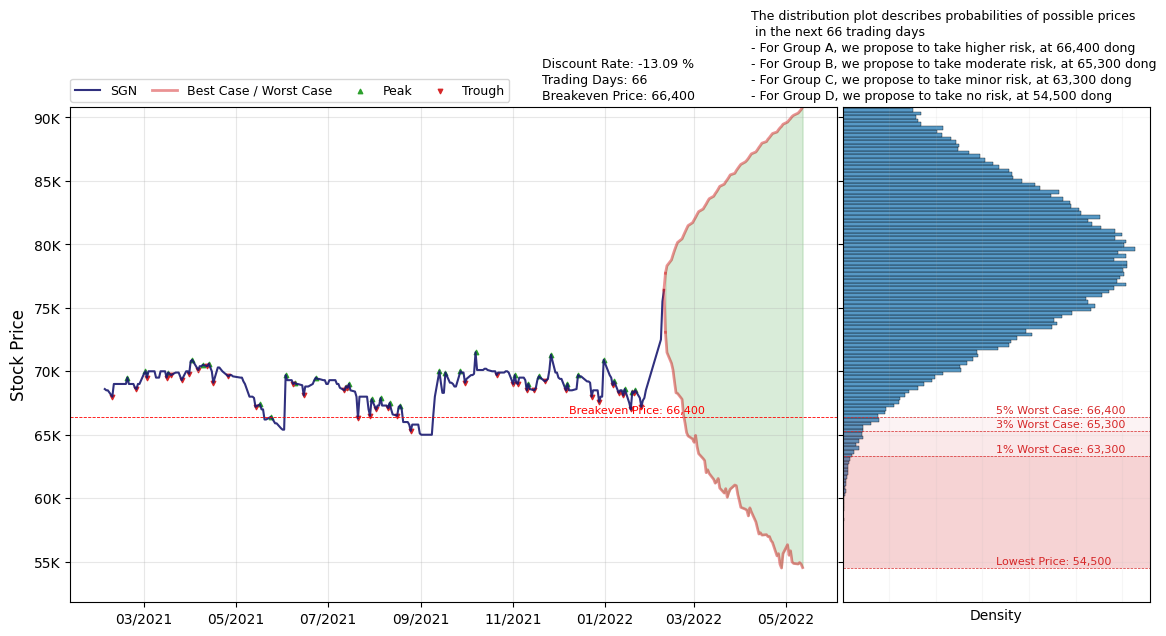 The distribution plot describes probabilities of possible prices
in the next 66 trading days
- For Group A, we propose to take higher risk, at 66,400 dong
- For Group B, we propose to take moderate risk, at 65,300 dong
- For Group C, we propose to take minor risk, at 63,300 dong
- For Group D, we propose to take no risk, at 54,500 dong
Discount Rate: -13.09 %
Trading Days: 66
Breakeven Price: 66,400
SGN Best Case / Worst Case Peak Trough
Stock Price
90K
85K
80K
75K
70K
65K
60K
55K
Breakeven Price: 66,400
03/2021 05/2021 07/2021 09/2021 11/2021 01/2022 03/2022 05/2022
5% Worst Case: 66,400
3% Worst Case: 65,300
1% Worst Case: 63,300
Lowest Price: 54,500
Density